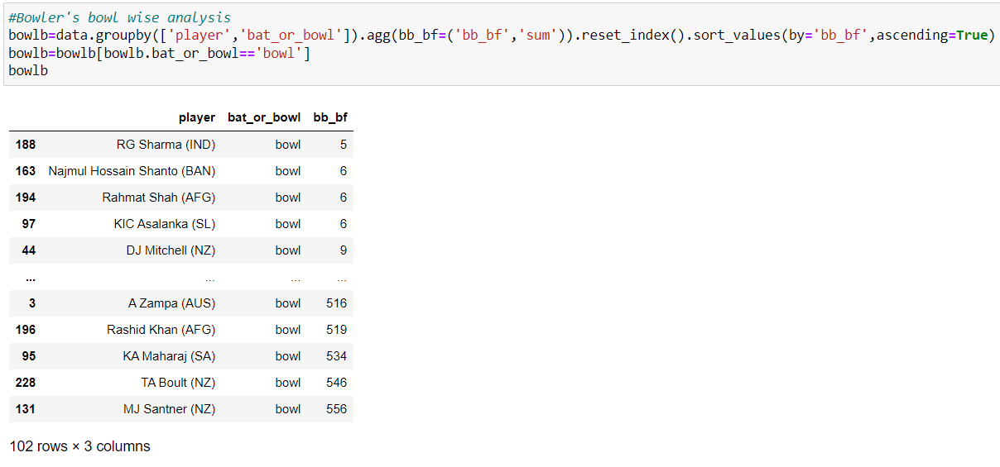 #Bowler's bowl wise analysis
bowlb=data.groupby(['player','bat_or_bowl']).agg(bb_bf=('bb_bf','sum')).reset_index().sort_values(by='bb_bf',ascending=True)
bowlb=bowlb[bowlb.bat_or_bowl=='bowl']
bowlb
player bat_or_bowl bb_bf
188 RG Sharma (IND) bowl 5
163 Najmul Hossain Shanto (BAN) bowl 6
194 Rahmat Shah (AFG) bowl 6
97 KIC Asalanka (SL) bowl 6
44 DJ Mitchell (NZ) bowl 9
... ... ... ...
3 A Zampa (AUS) bowl 516
196 Rashid Khan (AFG) bowl 519
95 KA Maharaj (SA) bowl 534
228 TA Boult (NZ) bowl 546
131 MJ Santner (NZ) bowl 556
102 rows × 3 columns